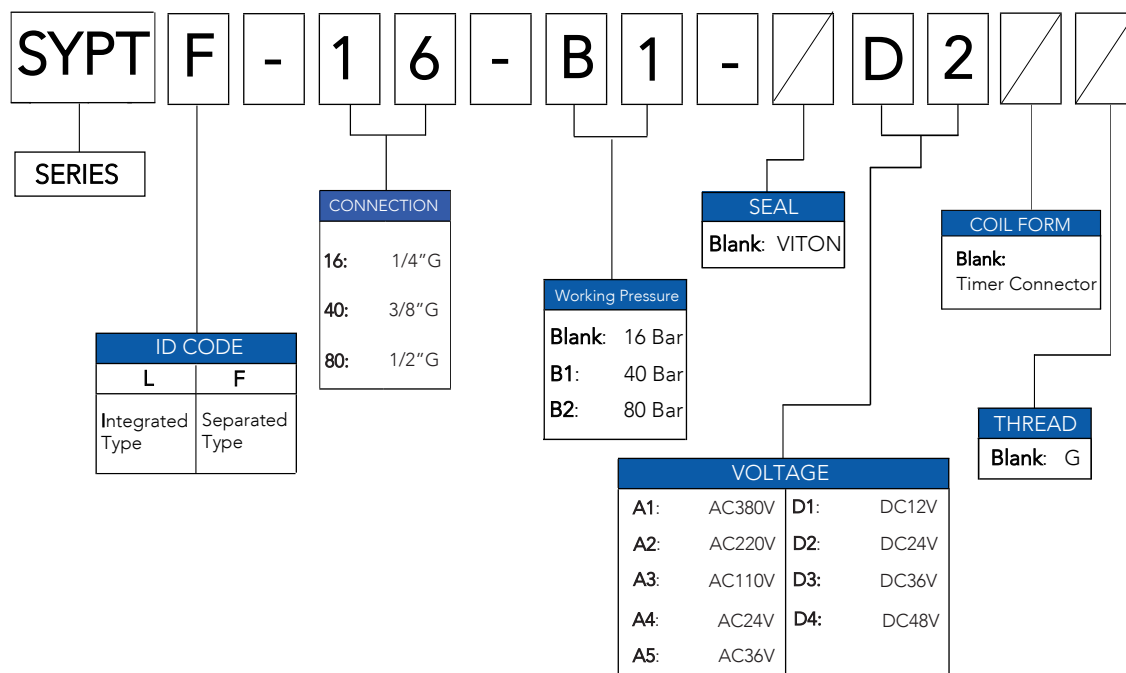 SYPT F - 1 6 - B 1 - D 2
SERIES
ID CODE
L F
Integrated Type
Separated Type
CONNECTION
16: 1/4”G
40: 3/8”G
80: 1/2”G
Working Pressure
Blank: 16 Bar
B1: 40 Bar
B2: 80 Bar
SEAL
Blank: VITON
VOLTAGE
A1: AC380V D1: DC12V
A2: AC220V D2: DC24V
A3: AC110V D3: DC36V
A4: AC24V D4: DC48V
A5: AC36V
COIL FORM
Blank:
Timer Connector
THREAD
Blank: G